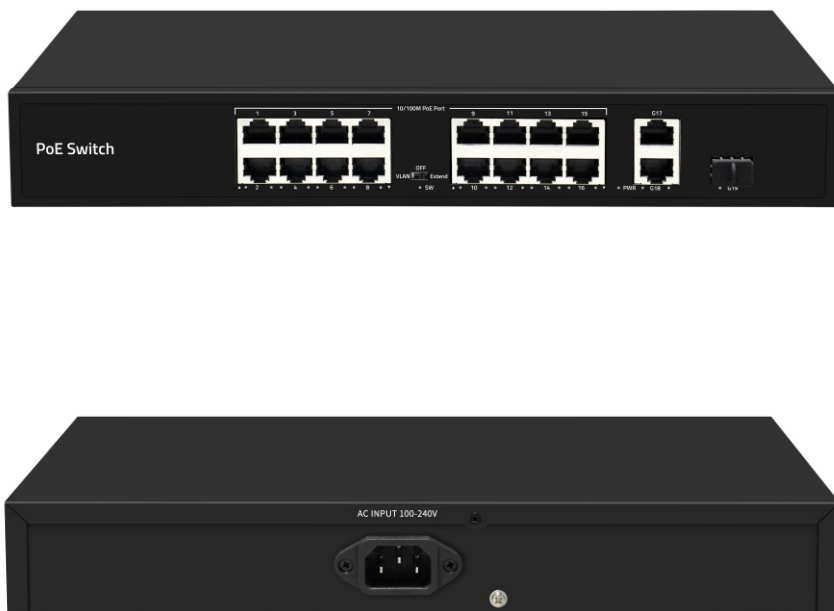 10/100M PoE Port
1 3 5 7 9 11 13 15 G17
PoE Switch
OFF
VLAN Extend
2 4 6 8 SW 10 12 14 16 PWR G18 G19
AC INPUT 100-240V